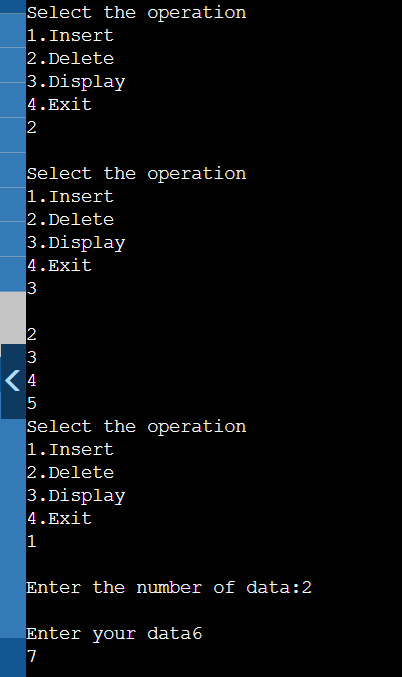 Select the operation
1.Insert
2.Delete
3.Display
4.Exit
2
Select the operation
1.Insert
2.Delete
3.Display
4.Exit
3
2
3
4
5
Select the operation
1.Insert
2.Delete
3.Display
4.Exit
1
Enter the number of data:2
Enter your data6
7